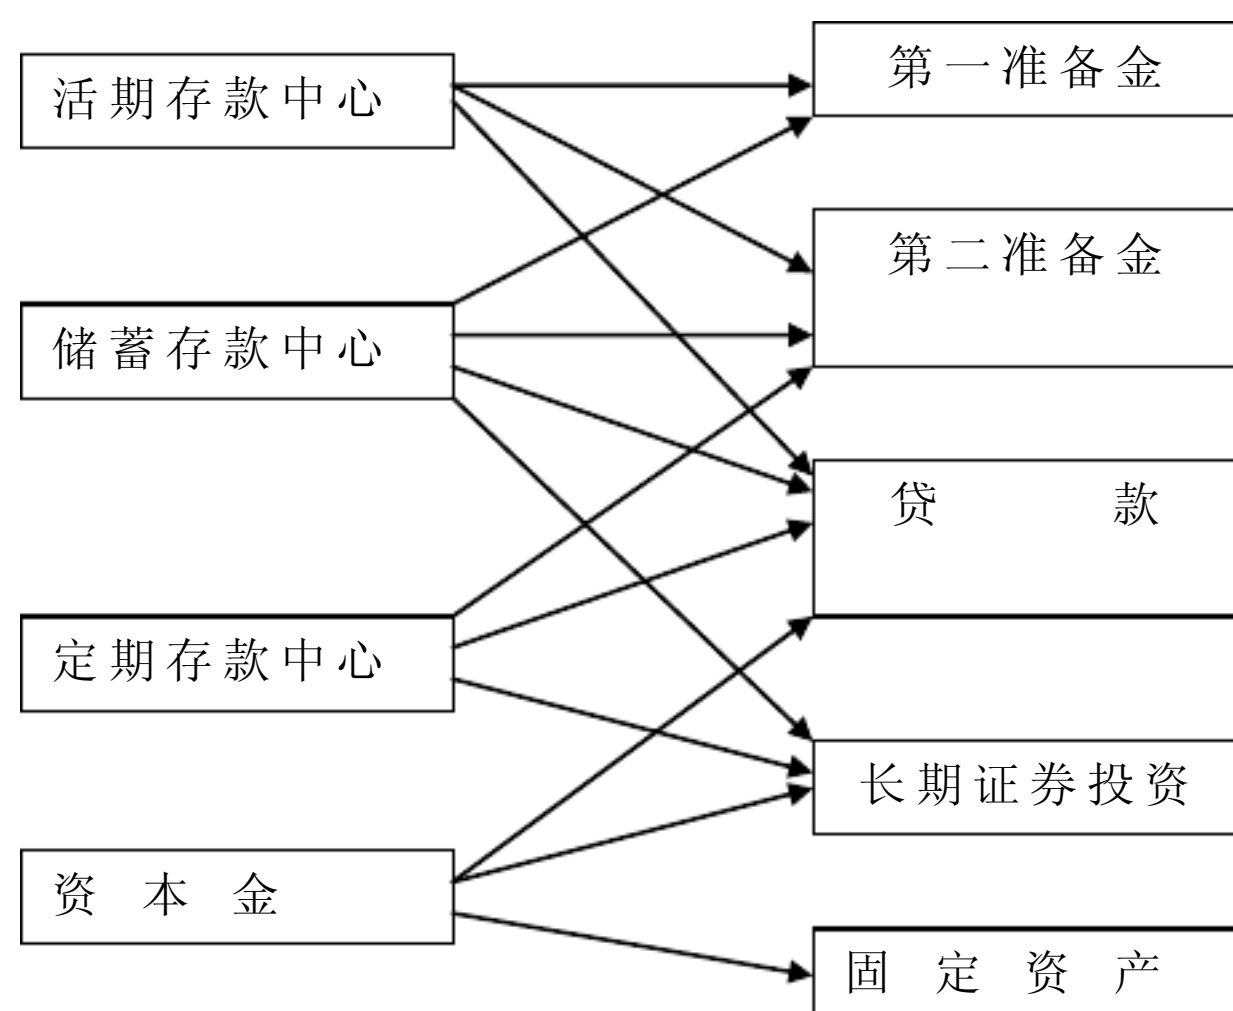 活期存款中心
储蓄存款中心
定期存款中心
资本金
第一准备金
第二准备金
贷款
长期证券投资
固定资产